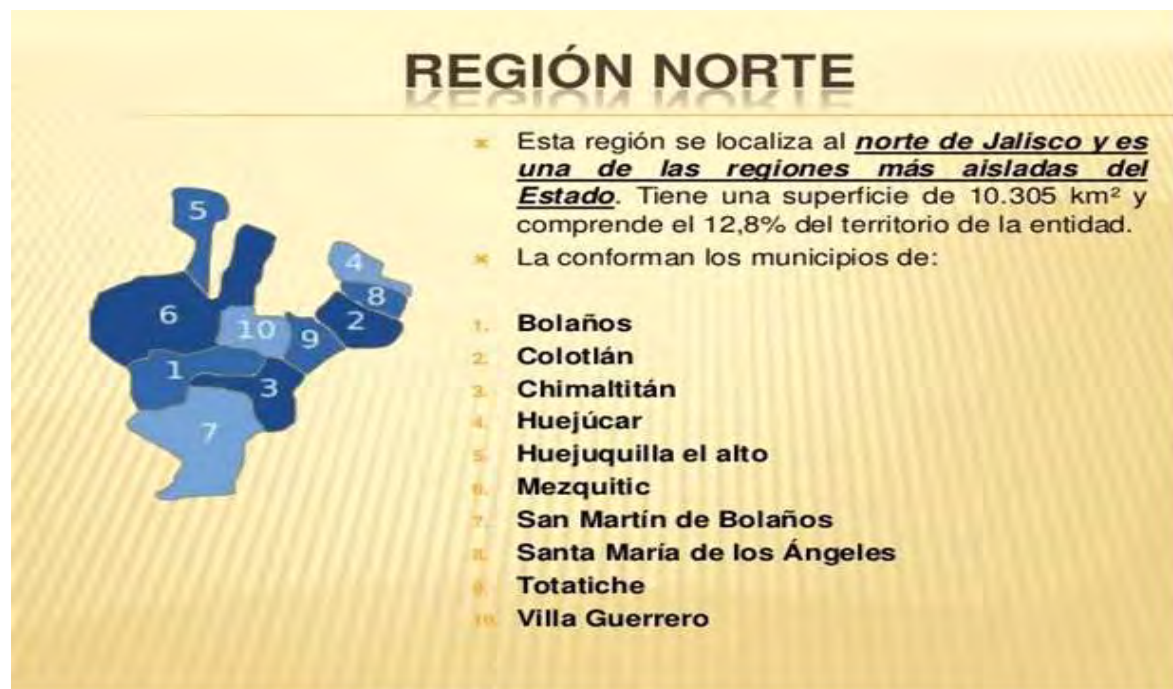 REGIÓN NORTE
Esta región se localiza al norte de Jalisco y es
una de las regiones más aisladas del
Estado. Tiene una superficie de 10.305 km² y
comprende el 12,8% del territorio de la entidad.
La conforman los municipios de:
1. Bolaños
2. Colotlán
3. Chimaltitán
4. Huejúcar
5. Huejuquilla el alto
6. Mezquitic
7. San Martín de Bolaños
8. Santa María de los Ángeles
9. Totatiche
10. Villa Guerrero
5
4
8
6
10
9
2
1
3
7